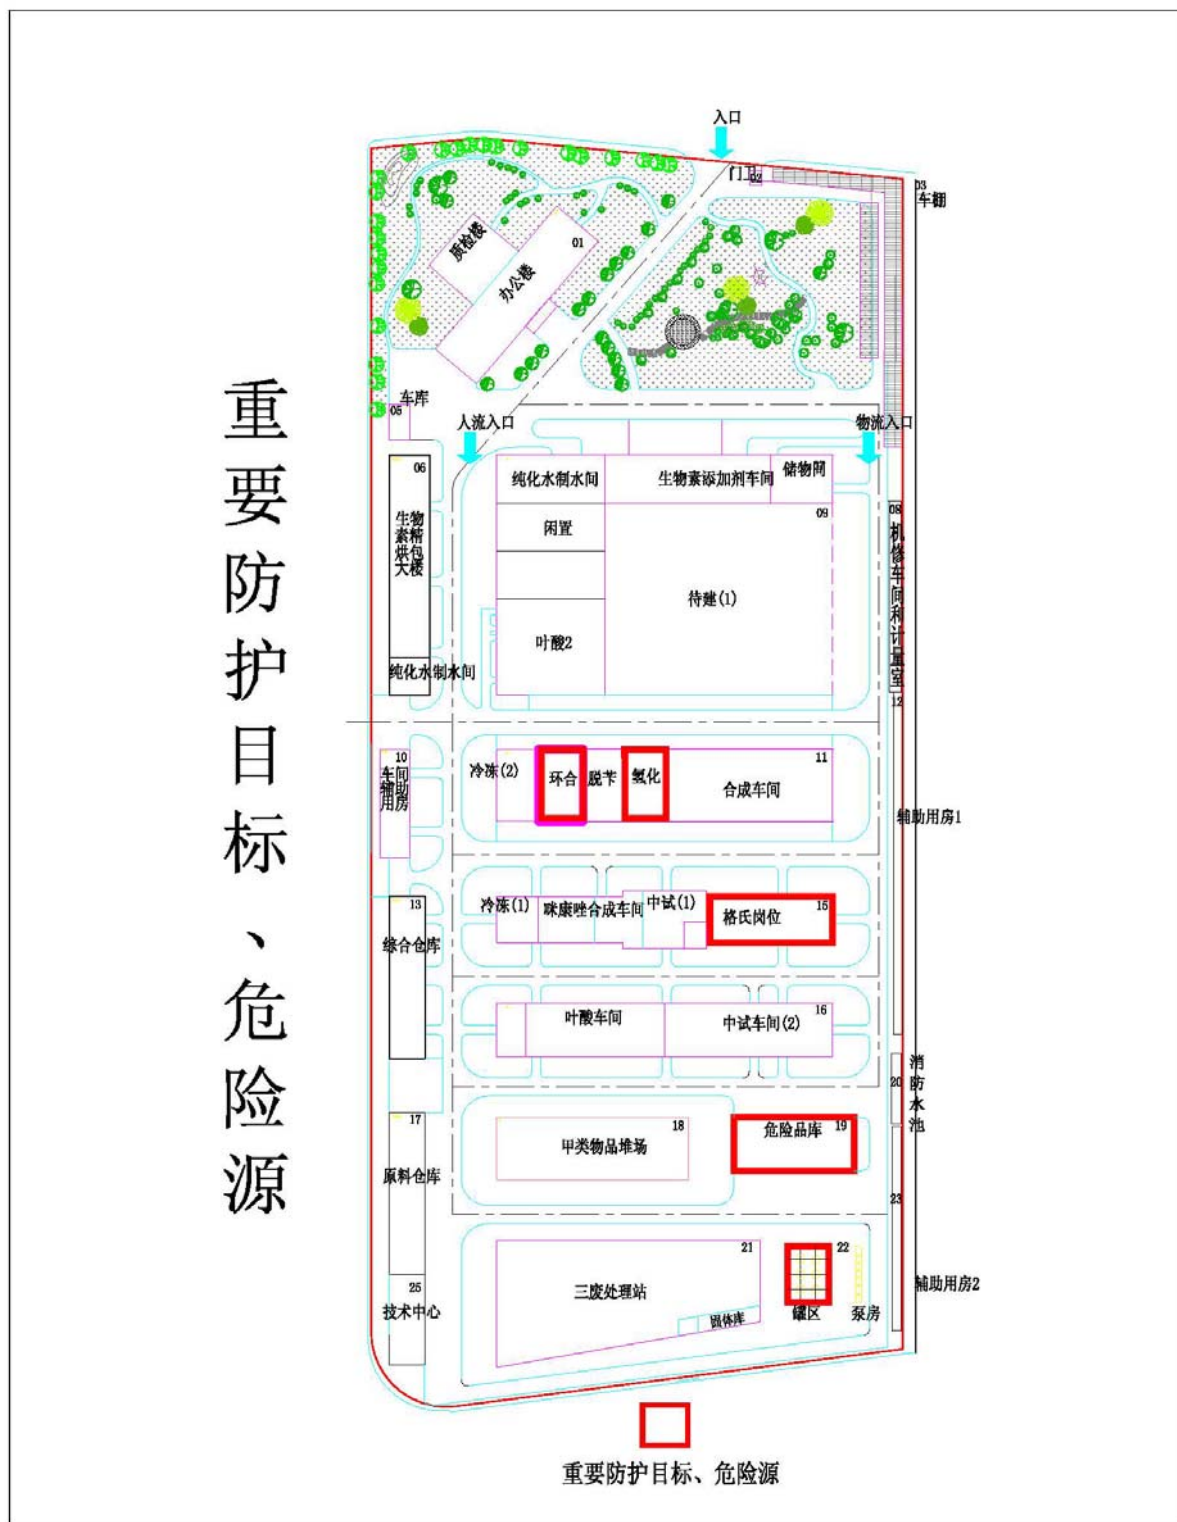 重要防护目标、危险源
入口
门卫
02
03
车棚
质检楼
01
办公楼
车库
05
人流入口
物流入口
06
纯化水制水间
生物素添加剂车间
储物间
生物
素精
烘包
大楼
闲置
09
08
机修车间和计量室
待建(1)
叶酸2
纯化水制水间
12
10
车间
辅助
用房
冷冻(2)
环合
脱苄
氢化
合成车间
11
辅助用房1
13
综合仓库
冷冻(1)
咪康唑合成车间
中试(1)
格氏岗位
15
叶酸车间
中试车间(2)
16
20
消防水池
17
原料仓库
甲类物品堆场
18
危险品库
19
23
21
22
三废处理站
固体库
罐区
泵房
辅助用房2
25
技术中心
重要防护目标、危险源